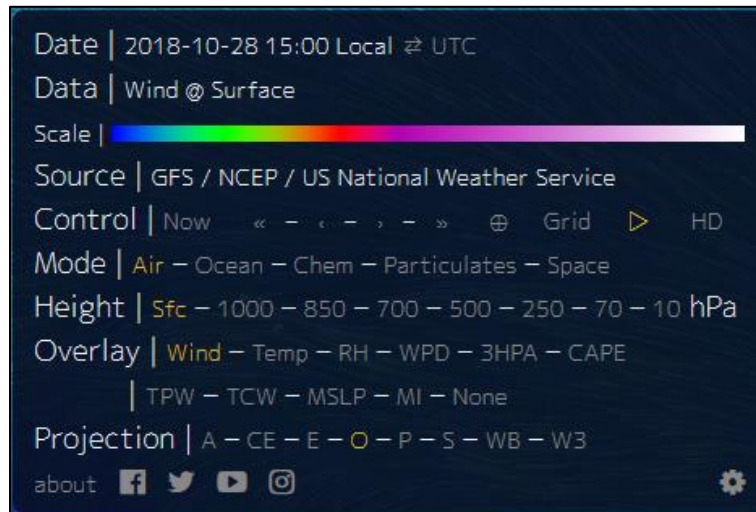 Date | 2018-10-28 15:00 Local ⇄ UTC
Data | Wind @ Surface
Scale |
Source | GFS / NCEP / US National Weather Service
Control | Now « – ‹ – › – » ⊕ Grid ▷ HD
Mode | Air – Ocean – Chem – Particulates – Space
Height | Sfc – 1000 – 850 – 700 – 500 – 250 – 70 – 10 hPa
Overlay | Wind – Temp – RH – WPD – 3HPA – CAPE
| TPW – TCW – MSLP – MI – None
Projection | A – CE – E – O – P – S – WB – W3
about